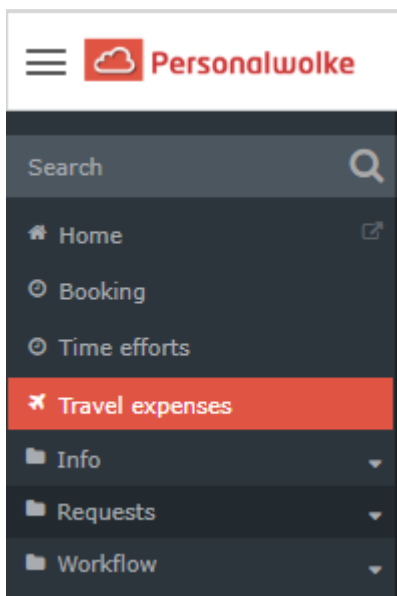 Personalwolke
Search
Home
Booking
Time efforts
Travel expenses
Info
Requests
Workflow